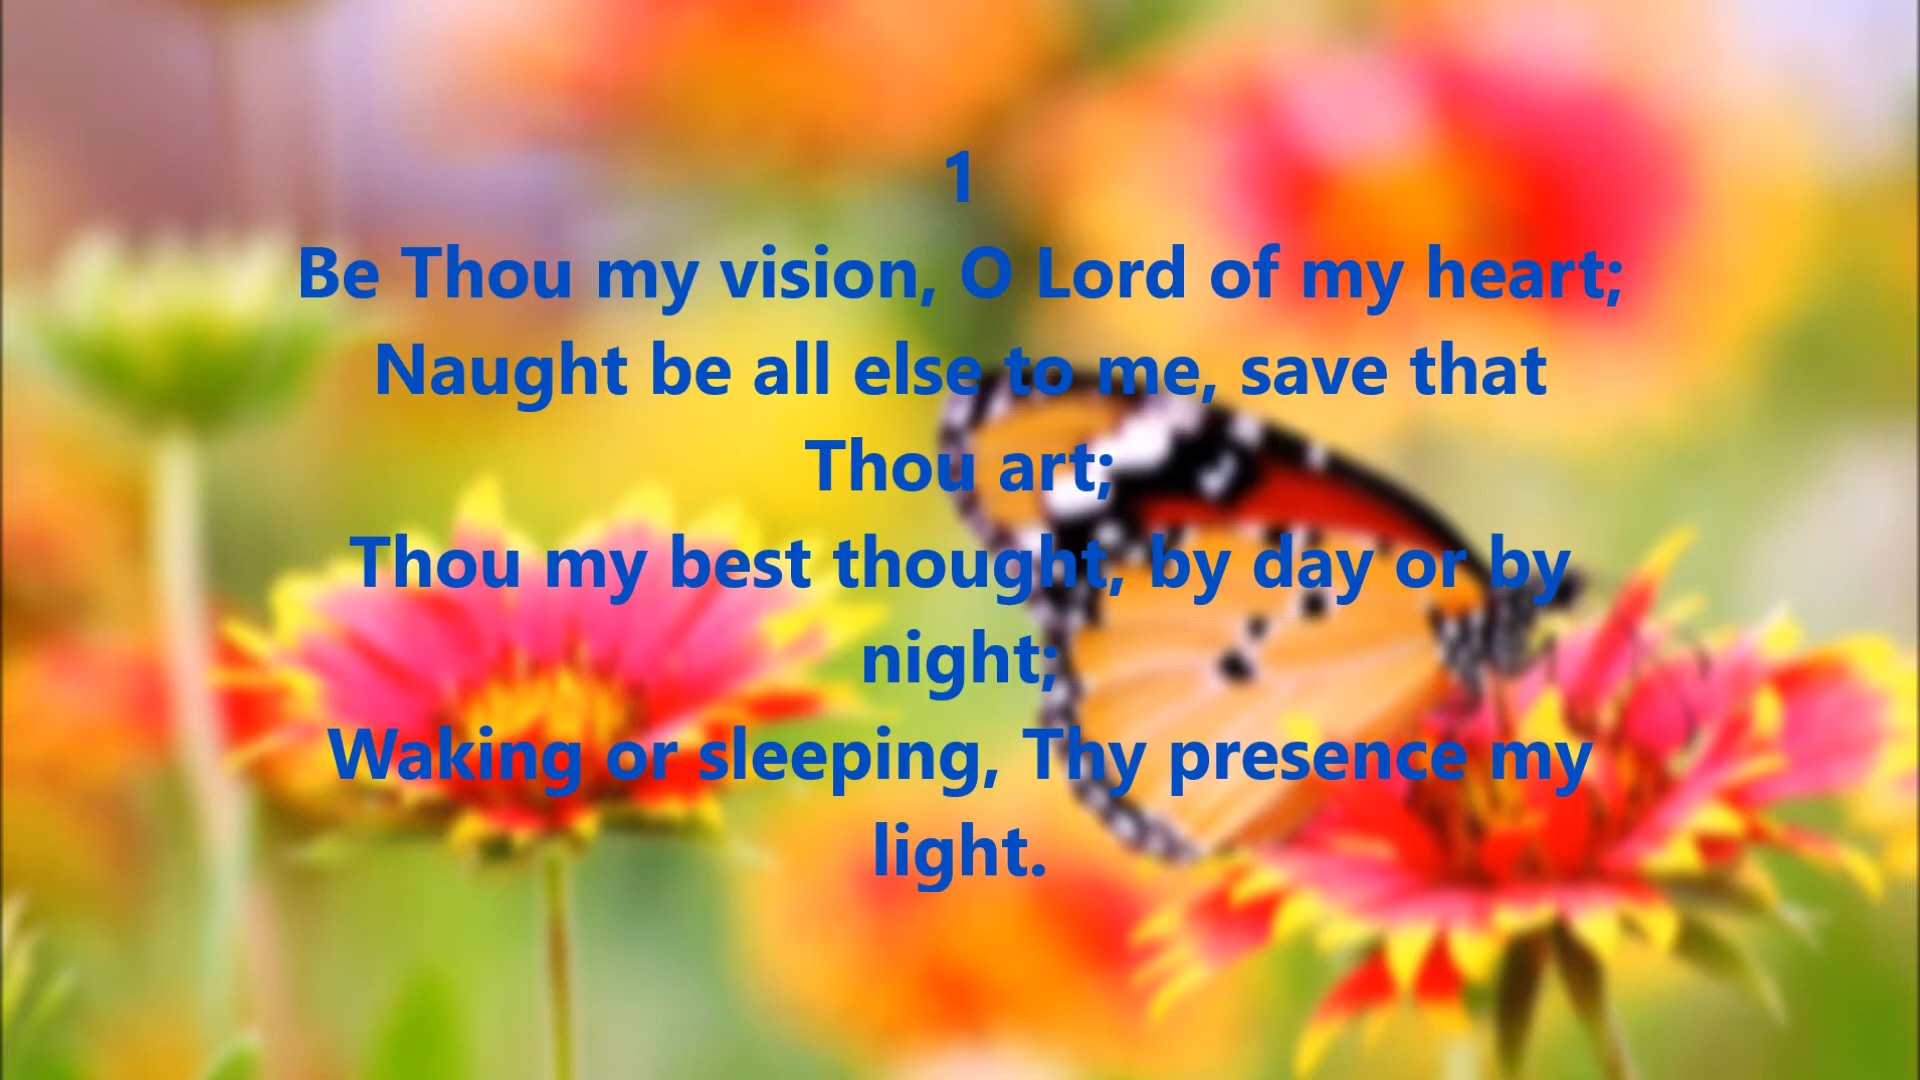 1
Be Thou my vision, O Lord of my heart;
Naught be all else to me, save that
Thou art;
Thou my best thought, by day or by
night;
Waking or sleeping, Thy presence my
light.